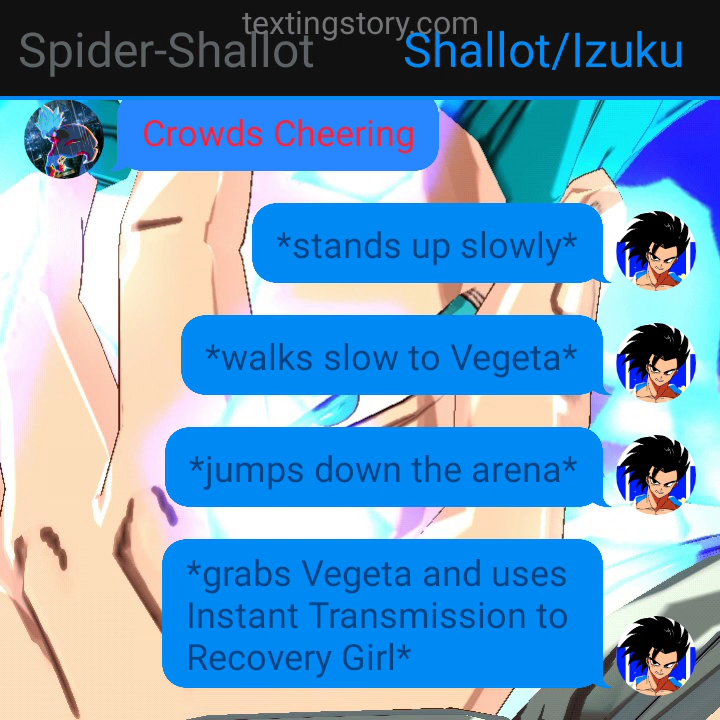 textingstory.com
Spider-Shallot
Shallot/Izuku
Crowds Cheering
*stands up slowly*
*walks slow to Vegeta*
*jumps down the arena*
*grabs Vegeta and uses
Instant Transmission to
Recovery Girl*